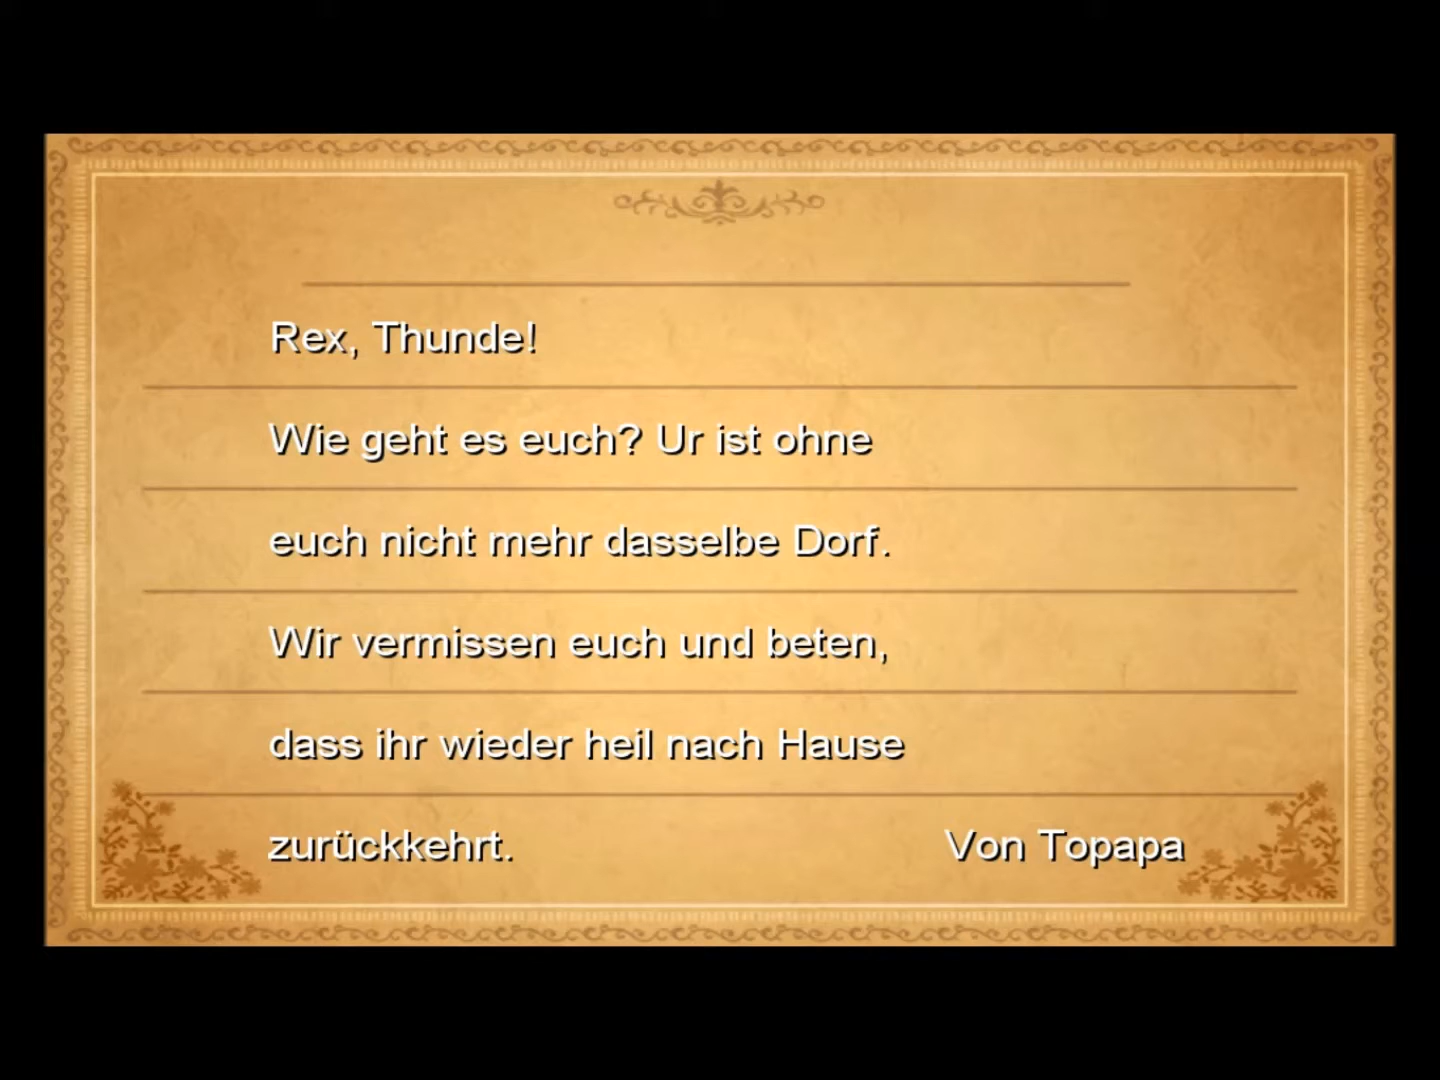 Rex, Thunde!
Wie geht es euch? Ur ist ohne
euch nicht mehr dasselbe Dorf.
Wir vermissen euch und beten,
dass ihr wieder heil nach Hause
zurückkehrt. Von Topapa